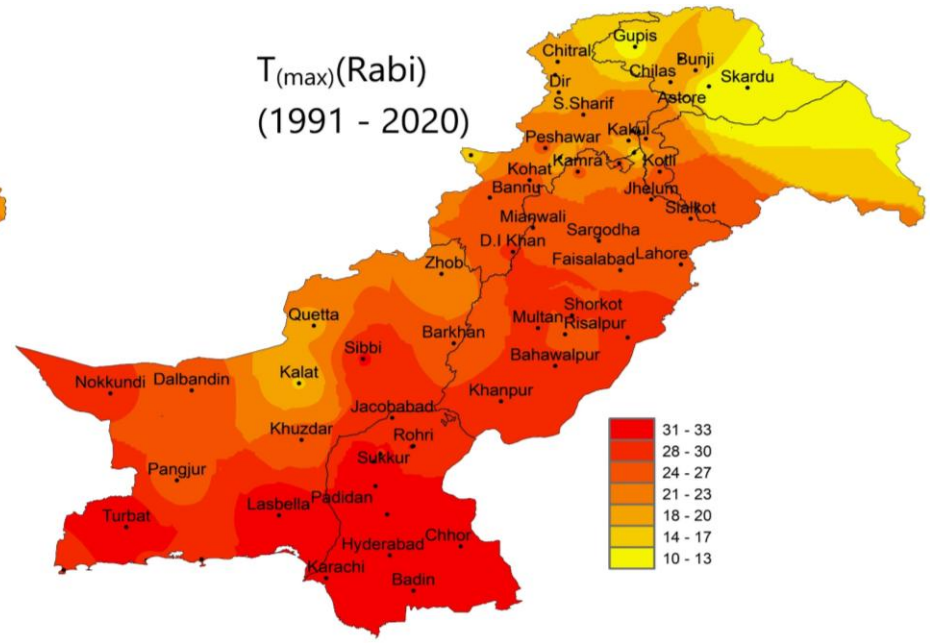 T(max)(Rabi)
(1991 - 2020)
Gupis
Chitral
Bunji
Chilas
Skardu
Dir
Astore
S.Sharif
Kakul
Peshawar
Kamra
Kotli
Kohat
Bannu
Jhelum
Sialkot
Mianwali
Sargodha
D.I Khan
Lahore
Faisalabad
Zhob
Shorkot
Quetta
Multan
Risalpur
Barkhan
Sibbi
Bahawalpur
Kalat
Nokkundi
Dalbandin
Khanpur
Jacobabad
Khuzdar
Rohri
Sukkur
Pangjur
Padidan
Lasbella
Turbat
Chhor
Hyderabad
Karachi
Badin
31 - 33
28 - 30
24 - 27
21 - 23
18 - 20
14 - 17
10 - 13